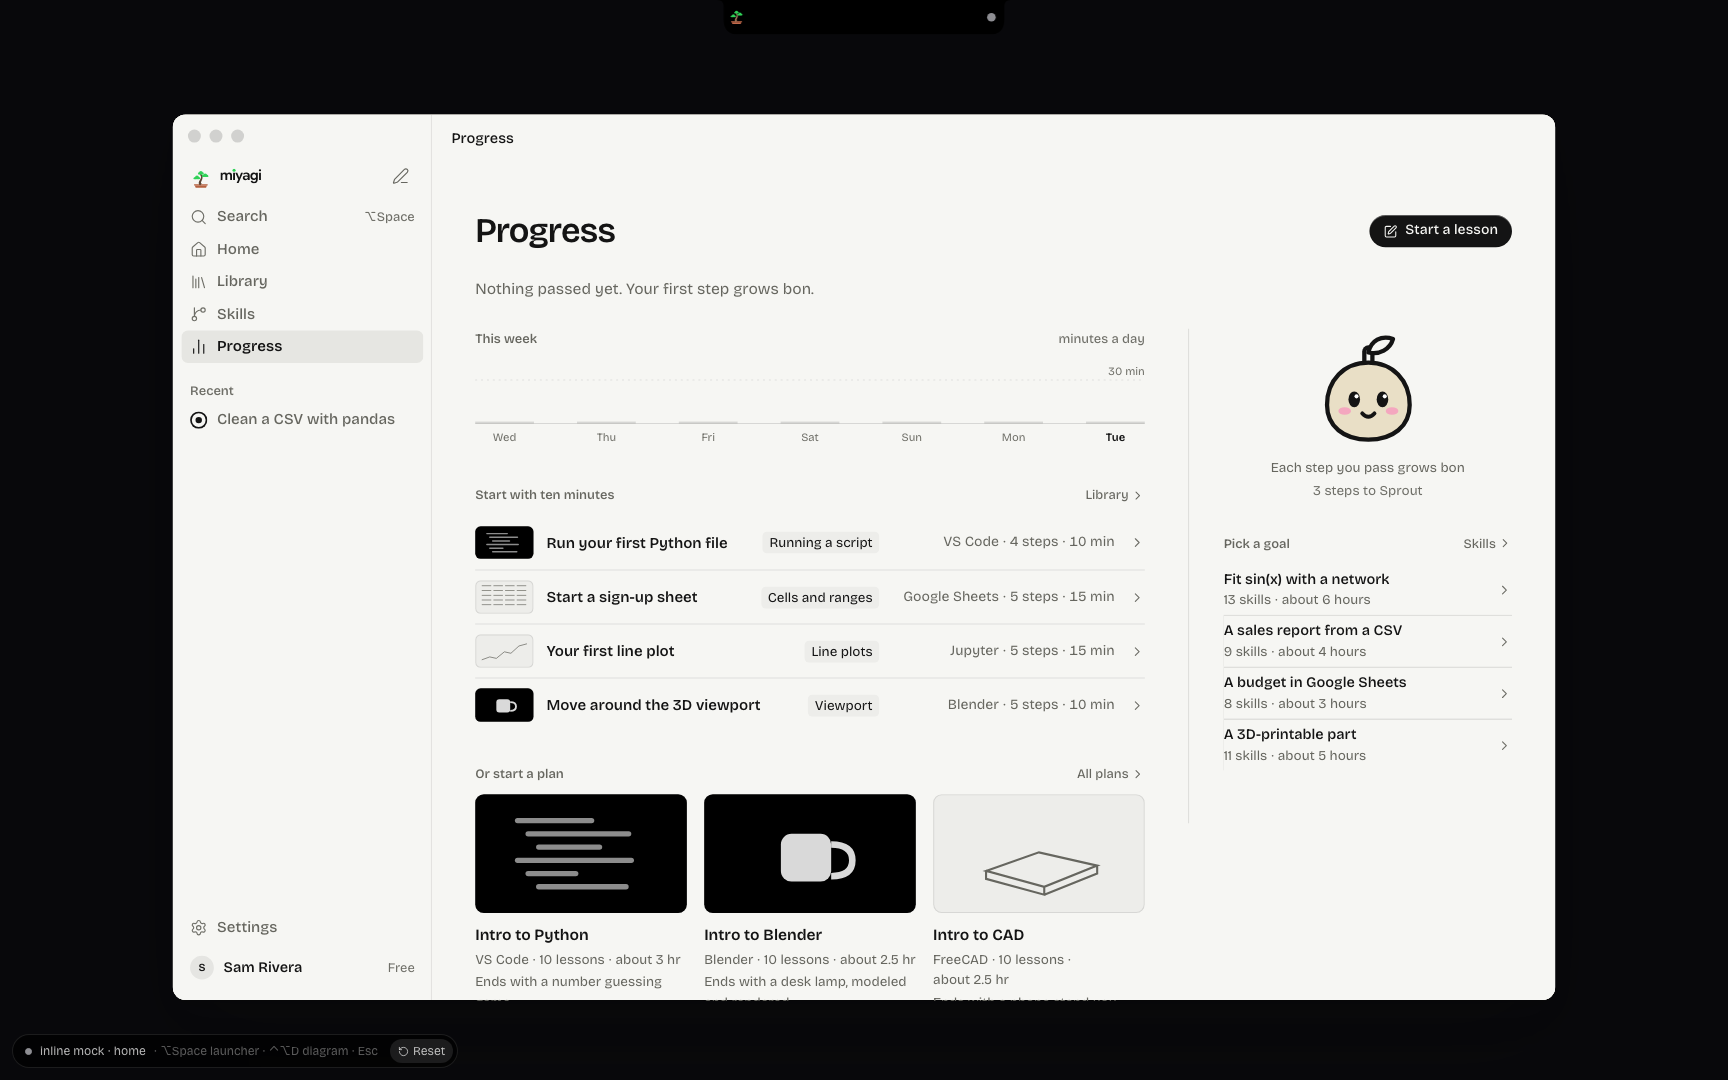 Progress
miyagi
Search ⌥Space
Home
Library
Skills
Progress
Recent
Clean a CSV with pandas
Settings
S Sam Rivera Free
Progress
Start a lesson
Nothing passed yet. Your first step grows bon.
This week minutes a day
30 min
Wed Thu Fri Sat Sun Mon Tue
Start with ten minutes Library
Run your first Python file Running a script VS Code · 4 steps · 10 min
Start a sign-up sheet Cells and ranges Google Sheets · 5 steps · 15 min
Your first line plot Line plots Jupyter · 5 steps · 15 min
Move around the 3D viewport Viewport Blender · 5 steps · 10 min
Or start a plan All plans
Intro to Python
VS Code · 10 lessons · about 3 hr
Ends with a number guessing
Intro to Blender
Blender · 10 lessons · about 2.5 hr
Ends with a desk lamp, modeled
Intro to CAD
FreeCAD · 10 lessons ·
about 2.5 hr
Each step you pass grows bon
3 steps to Sprout
Pick a goal Skills
Fit sin(x) with a network
13 skills · about 6 hours
A sales report from a CSV
9 skills · about 4 hours
A budget in Google Sheets
8 skills · about 3 hours
A 3D-printable part
11 skills · about 5 hours
inline mock · home · ⌥Space launcher · ^⌥D diagram · Esc Reset